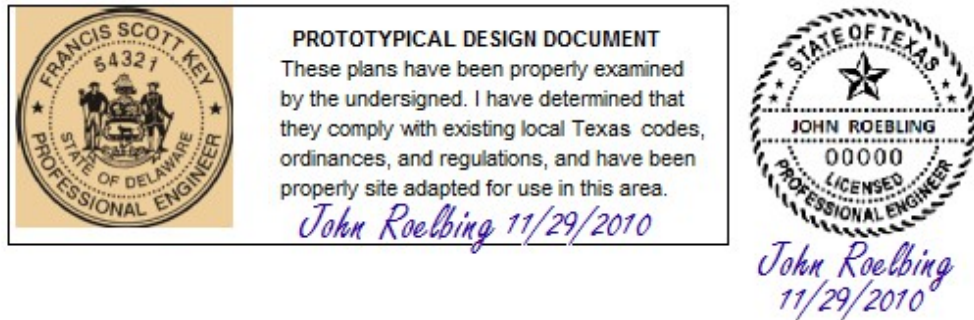 FRANCIS SCOTT KEY
54321
STATE OF DELAWARE
PROFESSIONAL ENGINEER
PROTOTYPICAL DESIGN DOCUMENT
These plans have been properly examined
by the undersigned. I have determined that
they comply with existing local Texas codes,
ordinances, and regulations, and have been
properly site adapted for use in this area.
John Roelbing 11/29/2010
STATE OF TEXAS
JOHN ROEBLING
00000
LICENSED
PROFESSIONAL ENGINEER
John Roelbing
11/29/2010